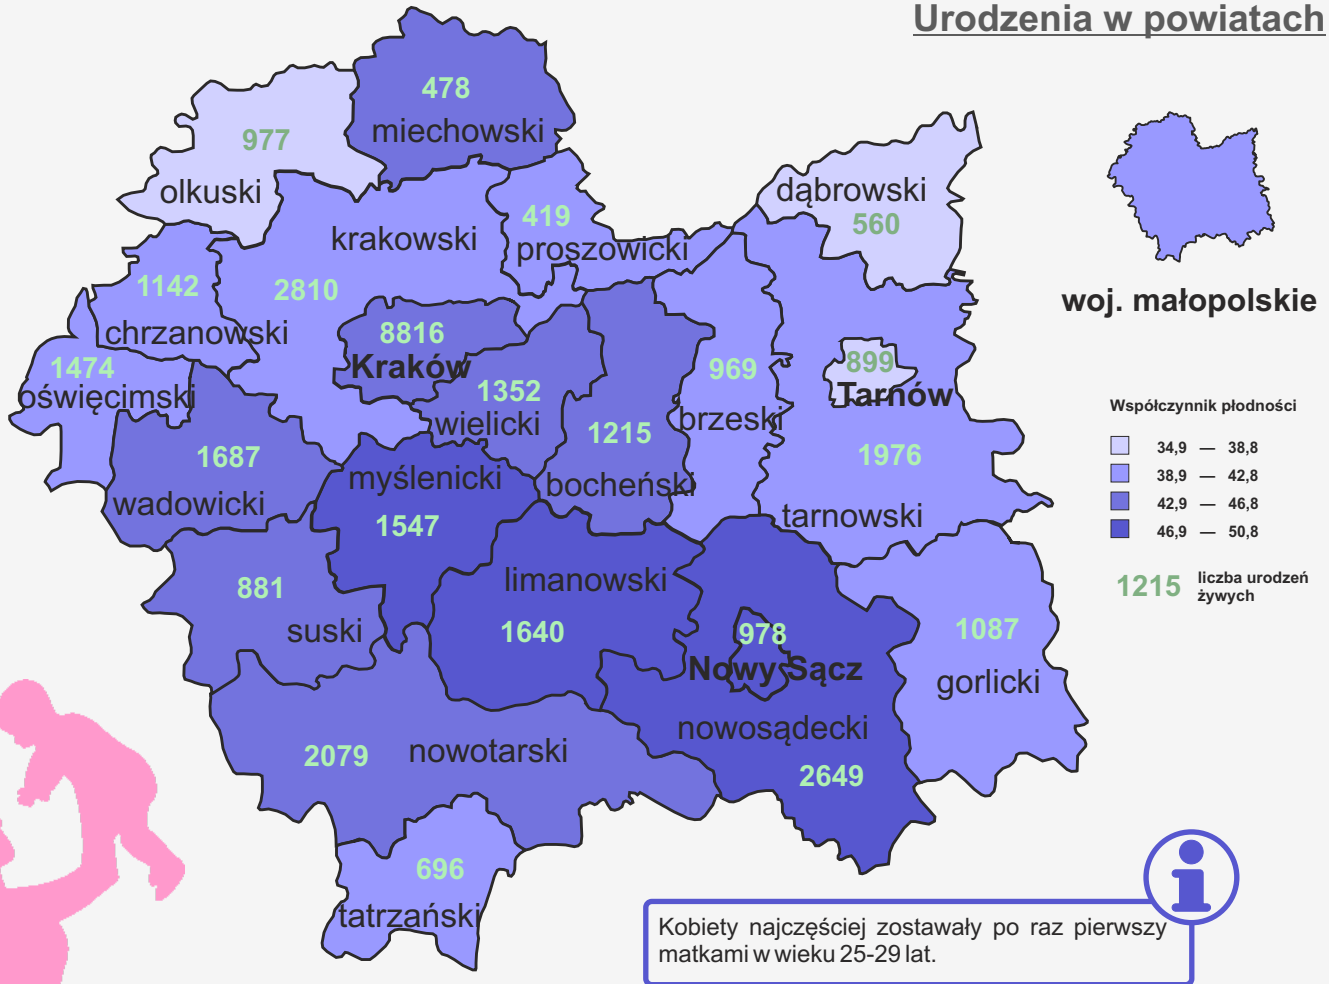 Urodzenia w powiatach
478
miechowski
977
olkuski
dąbrowski
560
419
proszowicki
krakowski
2810
1142
chrzanowski
woj. małopolskie
8816
Kraków
1474
oświęcimski
1352
wielicki
969
brzeski
899
Tarnów
1976
tarnowski
1215
bocheński
1687
wadowicki
myślenicki
1547
Współczynnik płodności
34,9 — 38,8
38,9 — 42,8
42,9 — 46,8
46,9 — 50,8
1215 liczba urodzeń
żywych
limanowski
1640
881
suski
978
Nowy Sącz
1087
gorlicki
nowosądecki
2649
2079 nowotarski
696
tatrzański
Kobiety najczęściej zostawały po raz pierwszy
matkami w wieku 25-29 lat.